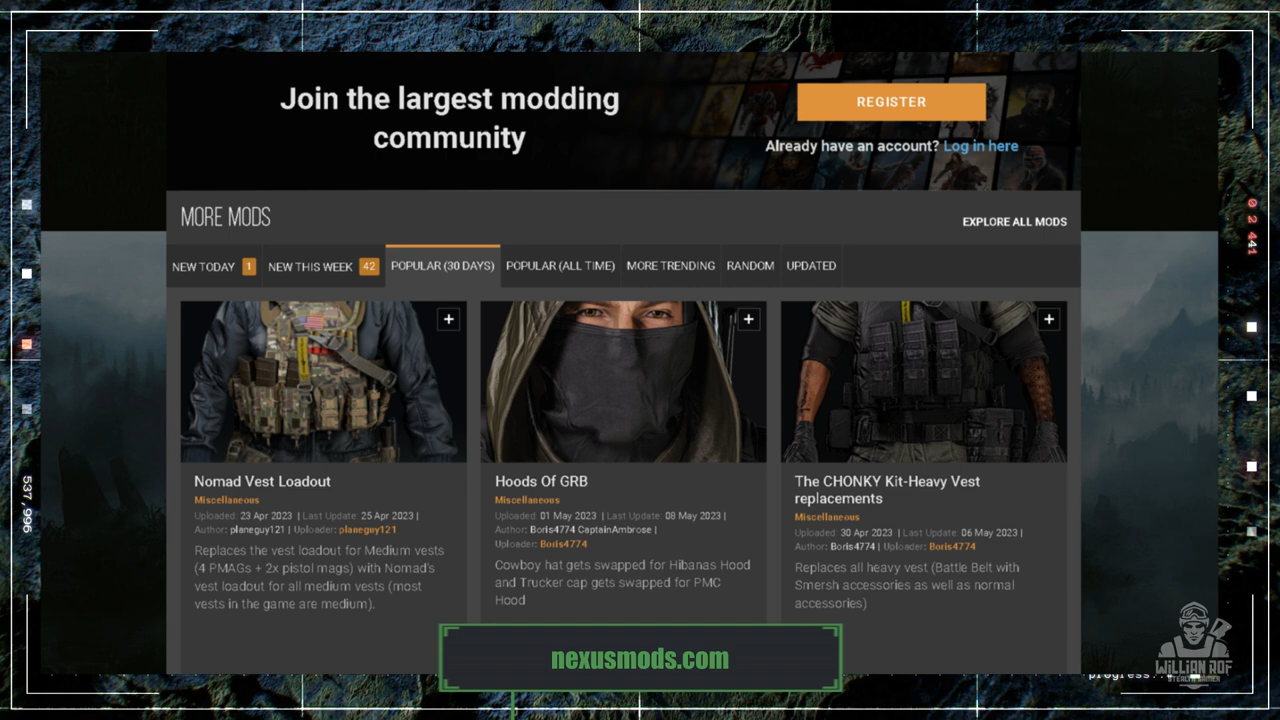 Join the largest modding
community
REGISTER
Already have an account? Log in here
MORE MODS
EXPLORE ALL MODS
NEW TODAY 1 NEW THIS WEEK 42 POPULAR (30 DAYS) POPULAR (ALL TIME) MORE TRENDING RANDOM UPDATED
Nomad Vest Loadout
Miscellaneous
Uploaded: 23 Apr 2023 | Last Update: 25 Apr 2023 |
Author: planeguy121 | Uploader: planeguy121
Replaces the vest loadout for Medium vests
(4 PMAGs + 2x pistol mags) with Nomad's
vest loadout for all medium vests (most
vests in the game are medium).
Hoods Of GRB
Miscellaneous
Uploaded: 01 May 2023 | Last Update: 08 May 2023 |
Author: Boris4774 CaptainAmbrose |
Uploader: Boris4774
Cowboy hat gets swapped for Hibanas Hood
and Trucker cap gets swapped for PMC
Hood
The CHONKY Kit-Heavy Vest
replacements
Miscellaneous
Uploaded: 30 Apr 2023 | Last Update: 06 May 2023 |
Author: Boris4774 | Uploader: Boris4774
Replaces all heavy vest (Battle Belt with
Smersh accessories as well as normal
accessories)
nexusmods.com
537,996
0 2 441
WILLIAN ROF
STEALTH GAMER
progress..